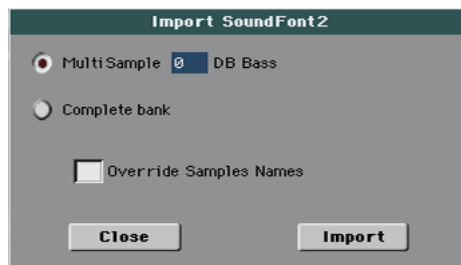 Import SoundFont2
MultiSample 0 DB Bass
Complete bank
Override Samples Names
Close Import